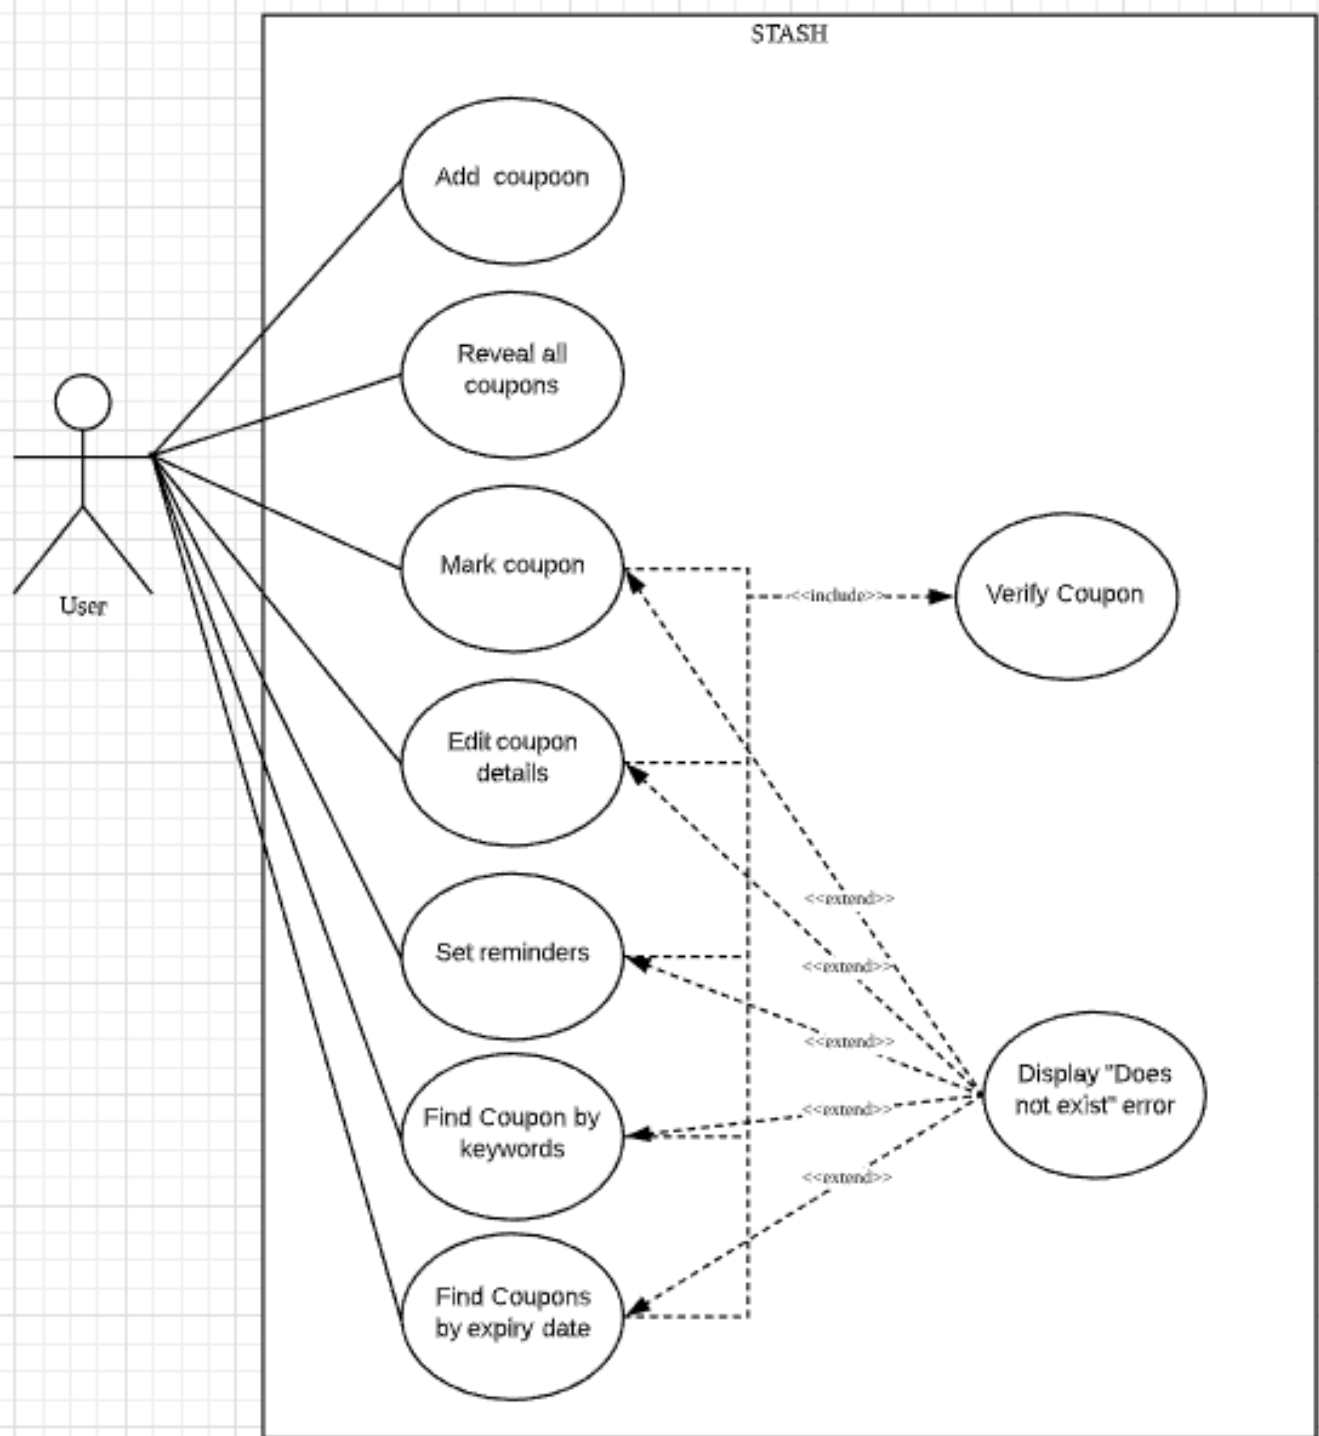 STASH
Add coupoon
Reveal all
coupons
User
Mark coupon
<<include>>
Verify Coupon
Edit coupon
details
<<extend>>
Set reminders
<<extend>>
<<extend>>
Display "Does
not exist" error
Find Coupon by
keywords
<<extend>>
<<extend>>
Find Coupons
by expiry date